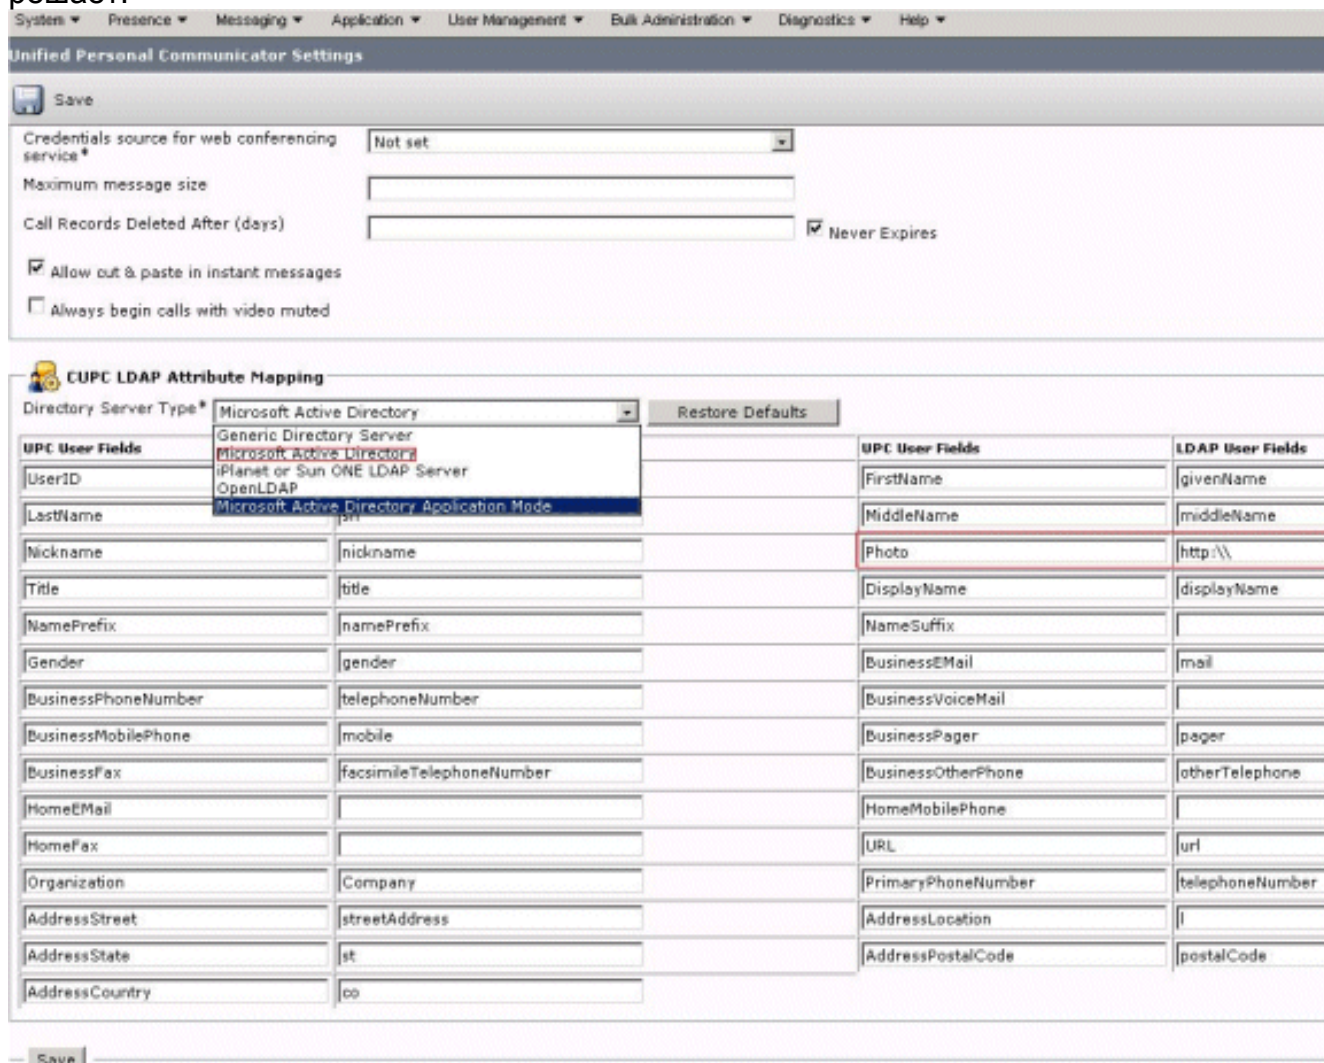 решает.
System Presence Messaging Application User Management Bulk Administration Diagnostics Help
Unified Personal Communicator Settings
Save
Credentials source for web conferencing service* Not set
Maximum message size
Call Records Deleted After (days) Never Expires
Allow cut & paste in instant messages
Always begin calls with video muted
CUPC LDAP Attribute Mapping
Directory Server Type* Microsoft Active Directory Restore Defaults
Generic Directory Server
Microsoft Active Directory
iPlanet or Sun ONE LDAP Server
OpenLDAP
Microsoft Active Directory Application Mode
UPC User Fields UPC User Fields LDAP User Fields
UserID FirstName givenName
LastName sn MiddleName middleName
Nickname nickname Photo http:\\
Title title DisplayName displayName
NamePrefix namePrefix NameSuffix
Gender gender BusinessEMail mail
BusinessPhoneNumber telephoneNumber BusinessVoiceMail
BusinessMobilePhone mobile BusinessPager pager
BusinessFax facsimileTelephoneNumber BusinessOtherPhone otherTelephone
HomeEMail HomeMobilePhone
HomeFax URL url
Organization Company PrimaryPhoneNumber telephoneNumber
AddressStreet streetAddress AddressLocation l
AddressState st AddressPostalCode postalCode
AddressCountry co
Save